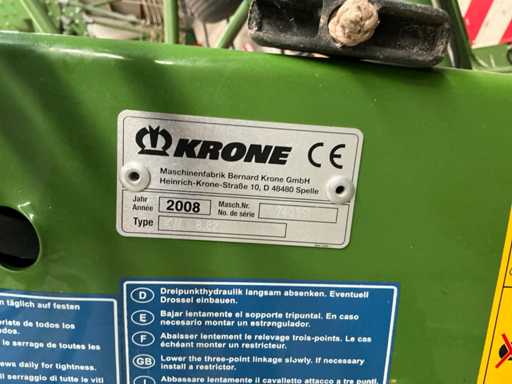 KRONE CE
Maschinenfabrik Bernard Krone GmbH
Heinrich-Krone-Straße 10, D 48480 Spelle
Jahr
Année
2008
Masch.Nr.
No. de série
Type
D Dreipunkthydraulik langsam absenken. Eventuell
Drossel einbauen.
E Bajar lentamente el soporte tripuntal. En caso
necesario montar un estrangulador.
F Abaisser lentement le relevage trois-points. Le cas
échéant monter un restricteur.
GB Lower the three-point linkage slowly. If necessary
install a restrictor.
I Abbassare lentamente il cavalletto attacco a tre punti.
n täglich auf festen
de todos los
le serrage de toutes les
ews daily for tightness.
il serraggio di tutte le viti